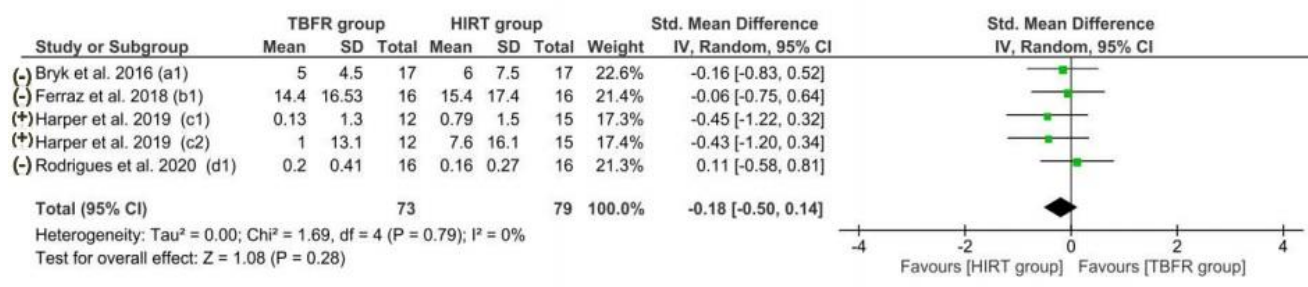 TBFR group HIRT group Std. Mean Difference Std. Mean Difference
Study or Subgroup Mean SD Total Mean SD Total Weight IV, Random, 95% CI IV, Random, 95% CI
(-) Bryk et al. 2016 (a1) 5 4.5 17 6 7.5 17 22.6% -0.16 [-0.83, 0.52]
(-) Ferraz et al. 2018 (b1) 14.4 16.53 16 15.4 17.4 16 21.4% -0.06 [-0.75, 0.64]
(+) Harper et al. 2019 (c1) 0.13 1.3 12 0.79 1.5 15 17.3% -0.45 [-1.22, 0.32]
(+) Harper et al. 2019 (c2) 1 13.1 12 7.6 16.1 15 17.4% -0.43 [-1.20, 0.34]
(-) Rodrigues et al. 2020 (d1) 0.2 0.41 16 0.16 0.27 16 21.3% 0.11 [-0.58, 0.81]
Total (95% CI) 73 79 100.0% -0.18 [-0.50, 0.14]
Heterogeneity: Tau² = 0.00; Chi² = 1.69, df = 4 (P = 0.79); I² = 0%
Test for overall effect: Z = 1.08 (P = 0.28)
-4 -2 0 2 4
Favours [HIRT group] Favours [TBFR group]